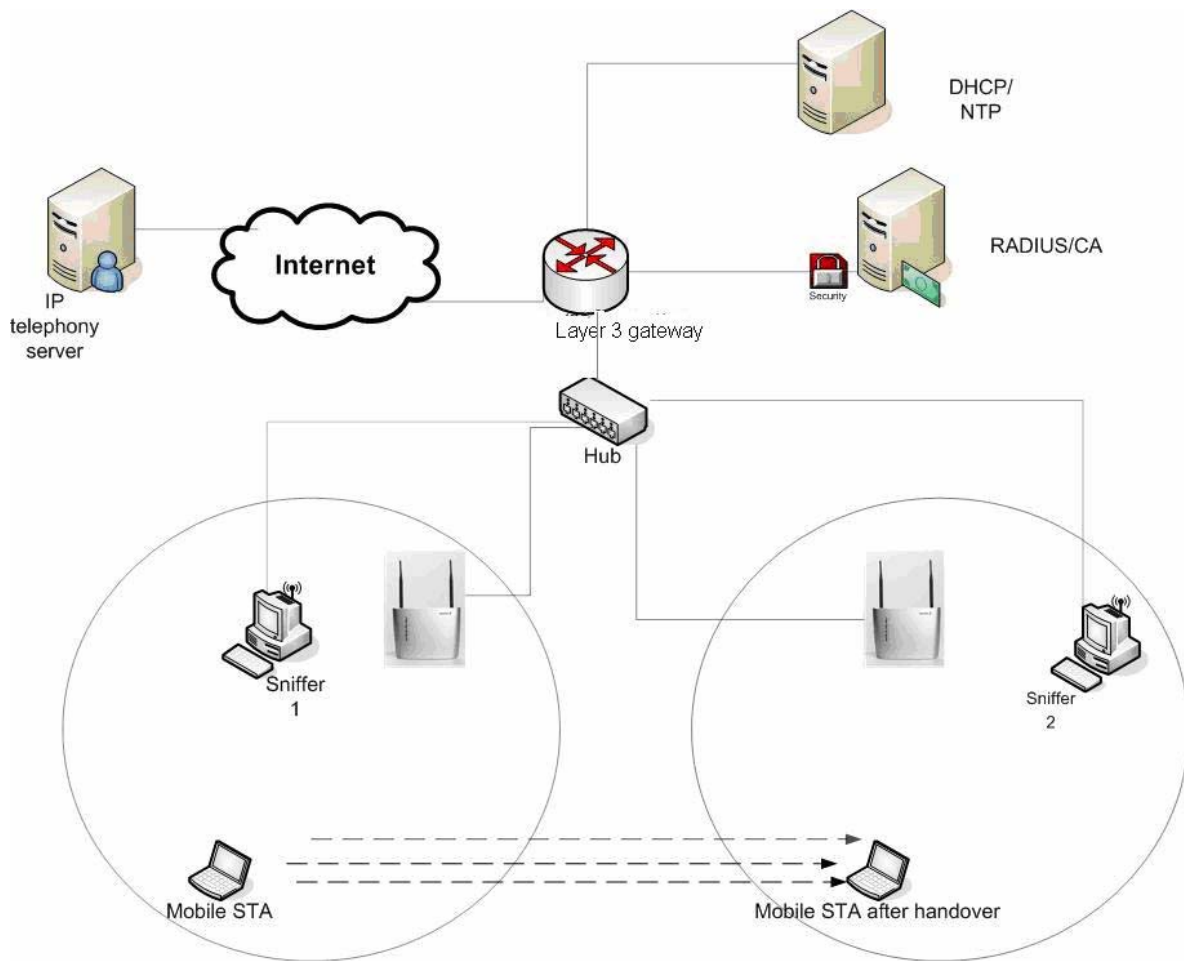 DHCP/
NTP
RADIUS/CA
Security
Internet
IP
telephony
server
Layer 3 gateway
Hub
Sniffer
1
Sniffer
2
Mobile STA
Mobile STA after handover